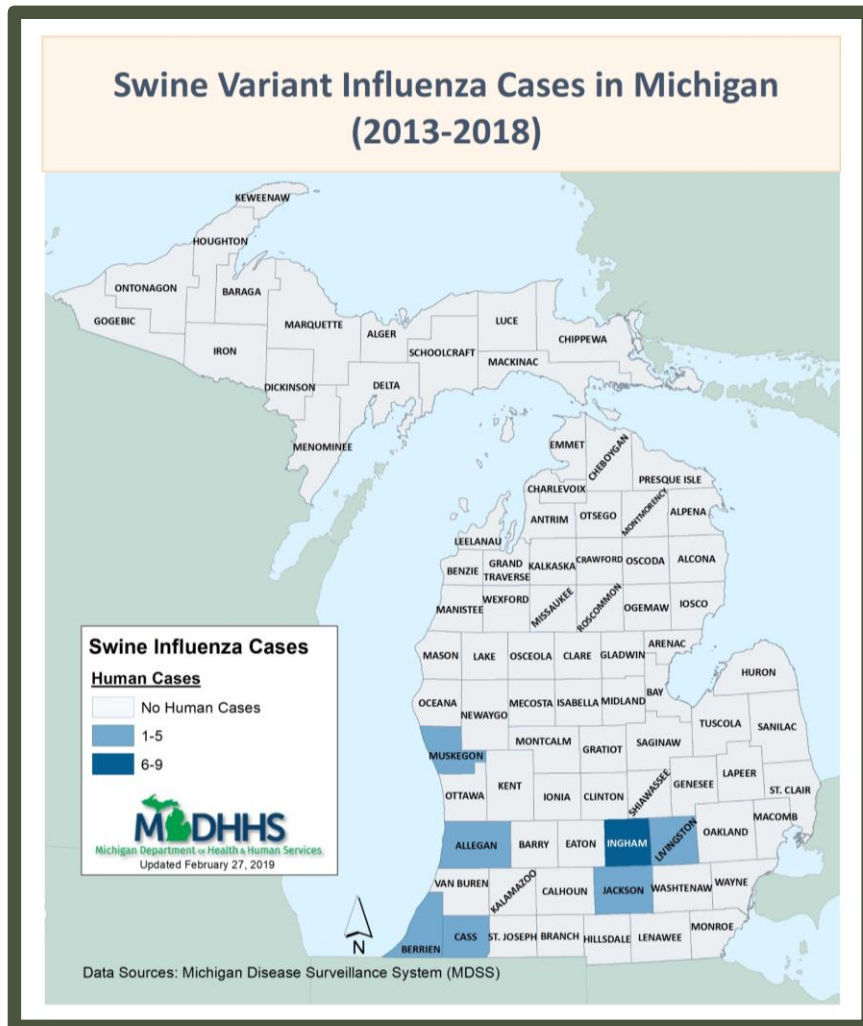 Swine Variant Influenza Cases in Michigan
(2013-2018)
KEWEENAW
HOUGHTON
ONTONAGON
BARAGA
GOGEBIC
MARQUETTE
ALGER
LUCE
CHIPPEWA
IRON
SCHOOLCRAFT
MACKINAC
DICKINSON
DELTA
MENOMINEE
EMMET
CHEBOYGAN
PRESQUE ISLE
CHARLEVOIX
ANTRIM
OTSEGO
MONTMORENCY
ALPENA
LEELANAU
BENZIE
GRAND
TRAVERSE
KALKASKA
CRAWFORD
OSCODA
ALCONA
MANISTEE
WEXFORD
MISSAUKEE
ROSCOMMON
OGEMAW
IOSCO
ARENAC
MASON
LAKE
OSCEOLA
CLARE
GLADWIN
HURON
OCEANA
NEWAYGO
MECOSTA
ISABELLA
MIDLAND
BAY
TUSCOLA
SANILAC
MUSKEGON
MONTCALM
GRATIOT
SAGINAW
OTTAWA
KENT
IONIA
CLINTON
SHIAWASSEE
GENESEE
LAPEER
ST. CLAIR
MACOMB
ALLEGAN
BARRY
EATON
INGHAM
LIVINGSTON
OAKLAND
VAN BUREN
KALAMAZOO
CALHOUN
JACKSON
WASHTENAW
WAYNE
BERRIEN
CASS
ST. JOSEPH
BRANCH
HILLSDALE
LENAWEE
MONROE
Swine Influenza Cases
Human Cases
No Human Cases
1-5
6-9
MDHHS
Michigan Department of Health & Human Services
Updated February 27, 2019
N
Data Sources: Michigan Disease Surveillance System (MDSS)